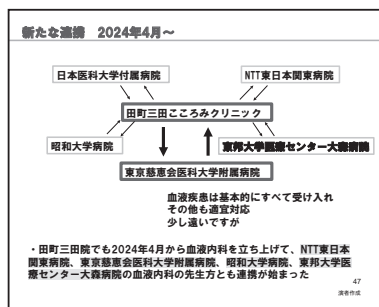 新たな連携　2024年4月～
日本医科大学付属病院
NTT東日本関東病院
田町三田こころみクリニック
昭和大学病院
東邦大学医療センター大森病院
東京慈恵会医科大学附属病院
血液疾患は基本的にすべて受け入れ
その他も適宜対応
少し遠いですが
・田町三田院でも2024年4月から血液内科を立ち上げて、NTT東日本
関東病院、東京慈恵会医科大学附属病院、昭和大学病院、東邦大学医
療センター大森病院の血液内科の先生方とも連携が始まった
47
演者作成